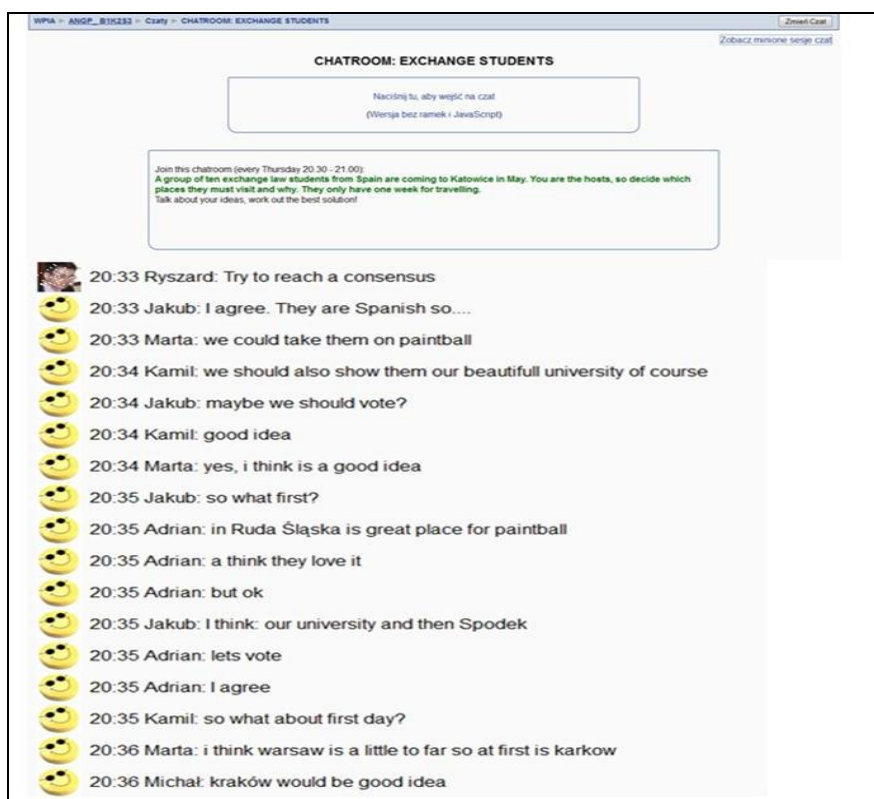 WPIA ► ANGP_B1K2S3 ► Czaty ► CHATROOM: EXCHANGE STUDENTS
Zmień Czat
Zobacz minione sesje czat
CHATROOM: EXCHANGE STUDENTS
Naciśnij tu, aby wejść na czat
(Wersja bez ramek i JavaScript)
Join this chatroom (every Thursday 20.30 - 21.00):
A group of ten exchange law students from Spain are coming to Katowice in May. You are the hosts, so decide which
places they must visit and why. They only have one week for travelling.
Talk about your ideas, work out the best solution!
20:33 Ryszard: Try to reach a consensus
20:33 Jakub: I agree. They are Spanish so....
20:33 Marta: we could take them on paintball
20:34 Kamil: we should also show them our beautifull university of course
20:34 Jakub: maybe we should vote?
20:34 Kamil: good idea
20:34 Marta: yes, i think is a good idea
20:35 Jakub: so what first?
20:35 Adrian: in Ruda Śląska is great place for paintball
20:35 Adrian: a think they love it
20:35 Adrian: but ok
20:35 Jakub: I think: our university and then Spodek
20:35 Adrian: lets vote
20:35 Adrian: I agree
20:35 Kamil: so what about first day?
20:36 Marta: i think warsaw is a little to far so at first is karkow
20:36 Michał: kraków would be good idea